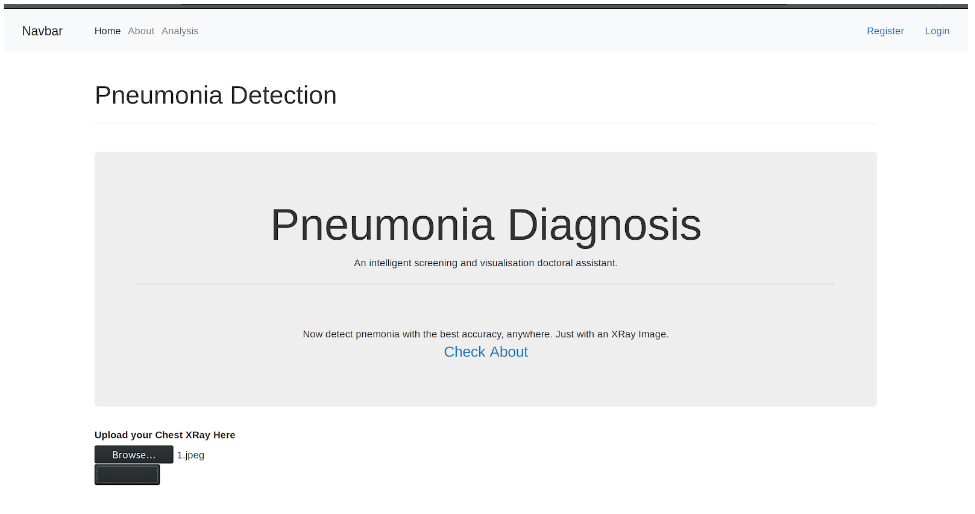 Navbar Home About Analysis Register Login
Pneumonia Detection
Pneumonia Diagnosis
An intelligent screening and visualisation doctoral assistant.
Now detect pnemonia with the best accuracy, anywhere. Just with an XRay Image.
Check About
Upload your Chest XRay Here
Browse... 1.jpeg